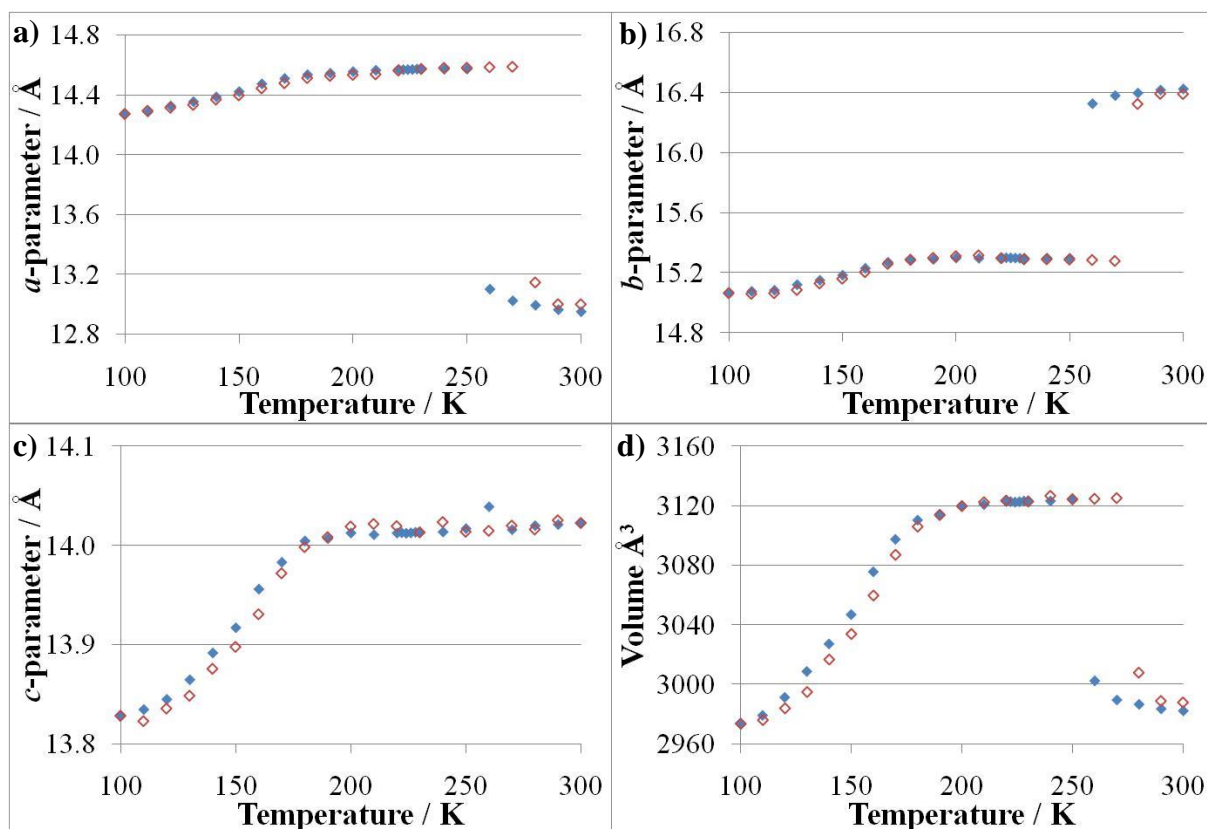 a)
14.8
14.4
14.0
13.6
13.2
12.8
a-parameter / Å
100 150 200 250 300
Temperature / K
b)
16.8
16.4
16.0
15.6
15.2
14.8
b-parameter / Å
100 150 200 250 300
Temperature / K
c)
14.1
14.0
13.9
13.8
c-parameter / Å
100 150 200 250 300
Temperature / K
d)
3160
3120
3080
3040
3000
2960
Volume Å³
100 150 200 250 300
Temperature / K